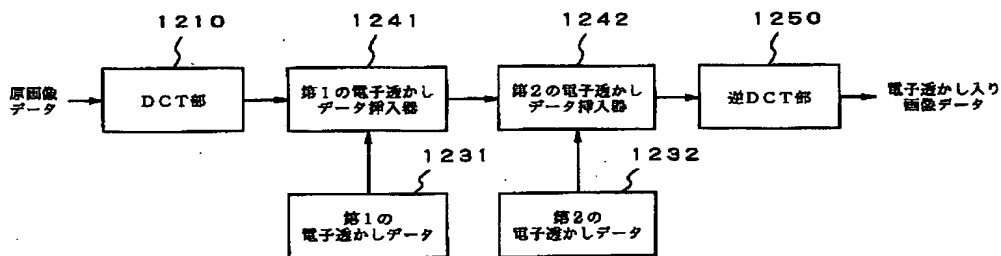 1210
1241
1242
1250
原画像
データ
DCT部
第1の電子透かし
データ挿入器
第2の電子透かし
データ挿入器
逆DCT部
電子透かし入り
画像データ
1231
1232
第1の
電子透かしデータ
第2の
電子透かしデータ